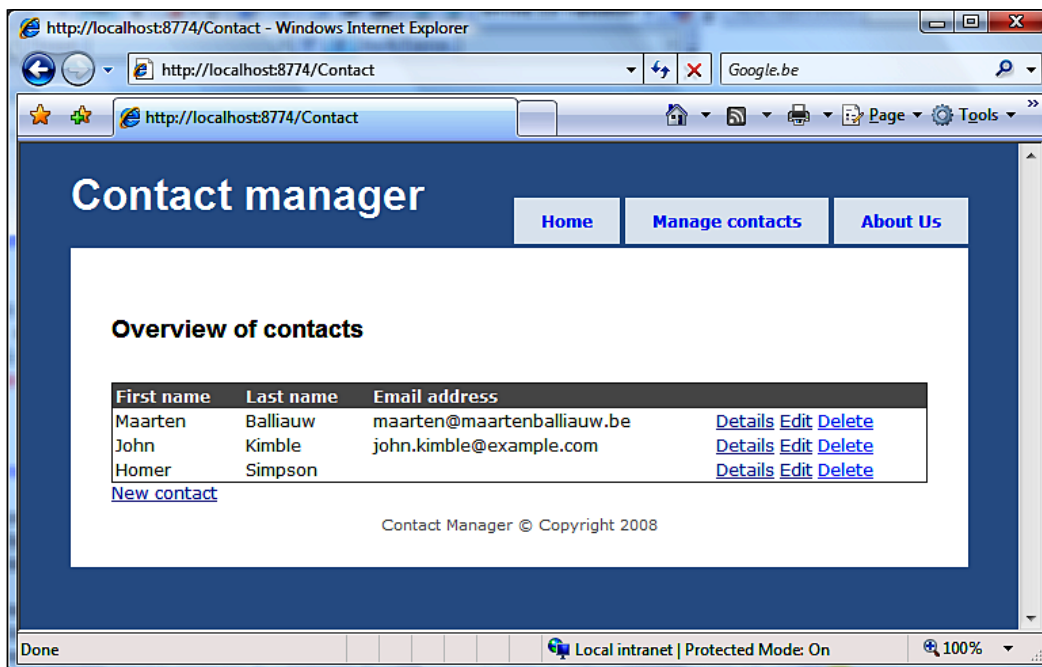 http://localhost:8774/Contact - Windows Internet Explorer
http://localhost:8774/Contact
Google.be
http://localhost:8774/Contact
Page
Tools
Contact manager
Home
Manage contacts
About Us
Overview of contacts
First name Last name Email address
Maarten Balliauw maarten@maartenballiauw.be Details Edit Delete
John Kimble john.kimble@example.com Details Edit Delete
Homer Simpson Details Edit Delete
New contact
Contact Manager © Copyright 2008
Done
Local intranet | Protected Mode: On
100%